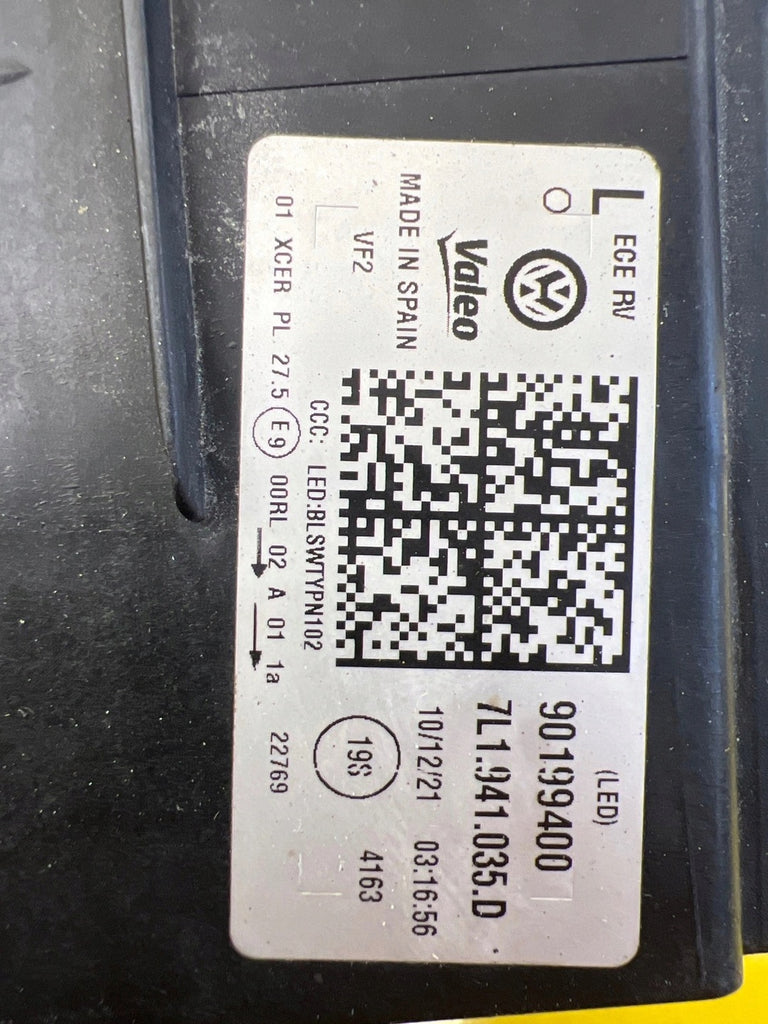 L ECE RV
Valeo
MADE IN SPAIN
VF2
(LED)
90199400
7L1.941.035.D
10/12/21 03:16:56
19S 4163
CCC: LED:BLSWTYPN102
01 XCER PL 27.5 E9 00RL 02 A 01 1a 22769